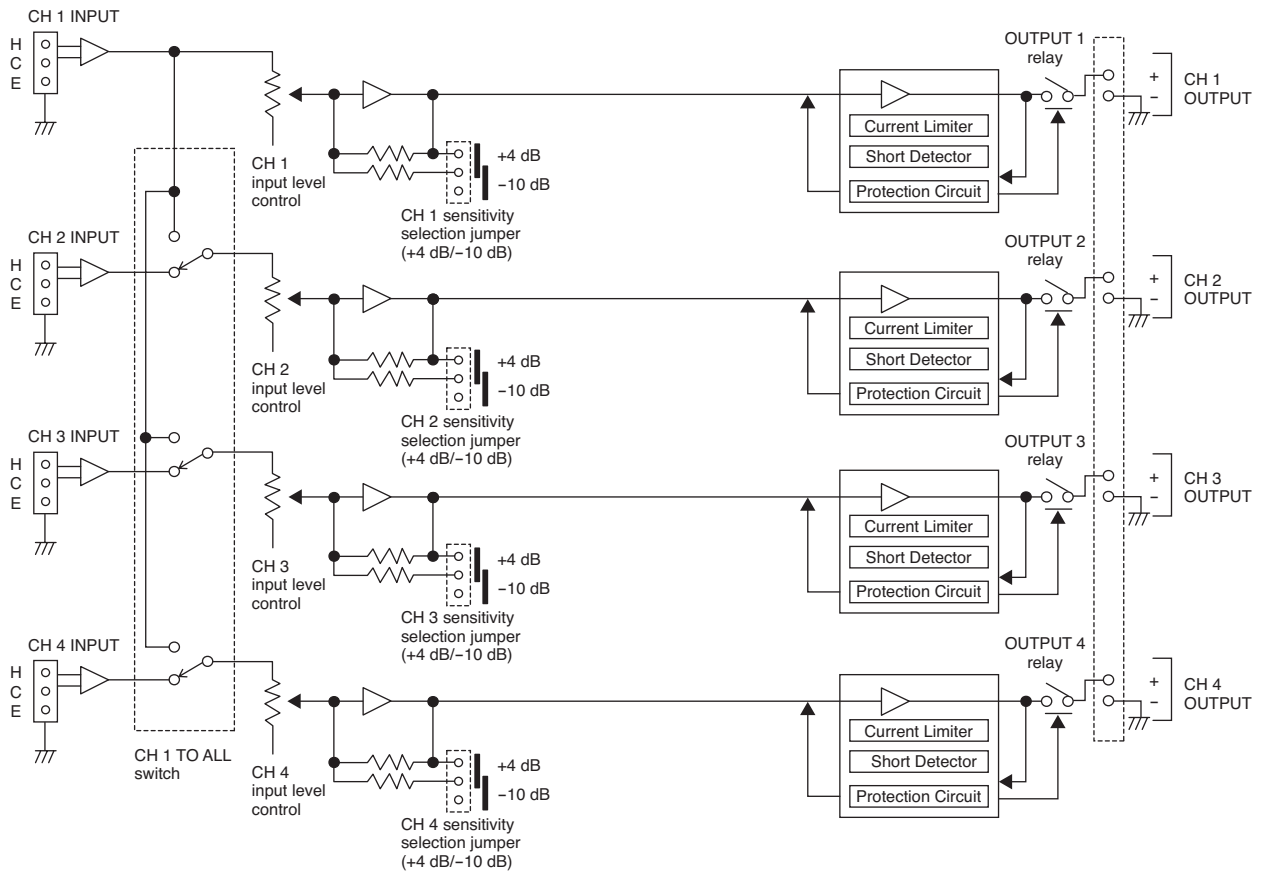 CH 1 INPUT
H
C
E
CH 1
input level
control
+4 dB
−10 dB
CH 1 sensitivity
selection jumper
(+4 dB/−10 dB)
Current Limiter
Short Detector
Protection Circuit
OUTPUT 1
relay
+
−
CH 1
OUTPUT
CH 2 INPUT
H
C
E
CH 2
input level
control
+4 dB
−10 dB
CH 2 sensitivity
selection jumper
(+4 dB/−10 dB)
Current Limiter
Short Detector
Protection Circuit
OUTPUT 2
relay
+
−
CH 2
OUTPUT
CH 3 INPUT
H
C
E
CH 3
input level
control
+4 dB
−10 dB
CH 3 sensitivity
selection jumper
(+4 dB/−10 dB)
Current Limiter
Short Detector
Protection Circuit
OUTPUT 3
relay
+
−
CH 3
OUTPUT
CH 4 INPUT
H
C
E
CH 1 TO ALL
switch
CH 4
input level
control
+4 dB
−10 dB
CH 4 sensitivity
selection jumper
(+4 dB/−10 dB)
Current Limiter
Short Detector
Protection Circuit
OUTPUT 4
relay
+
−
CH 4
OUTPUT